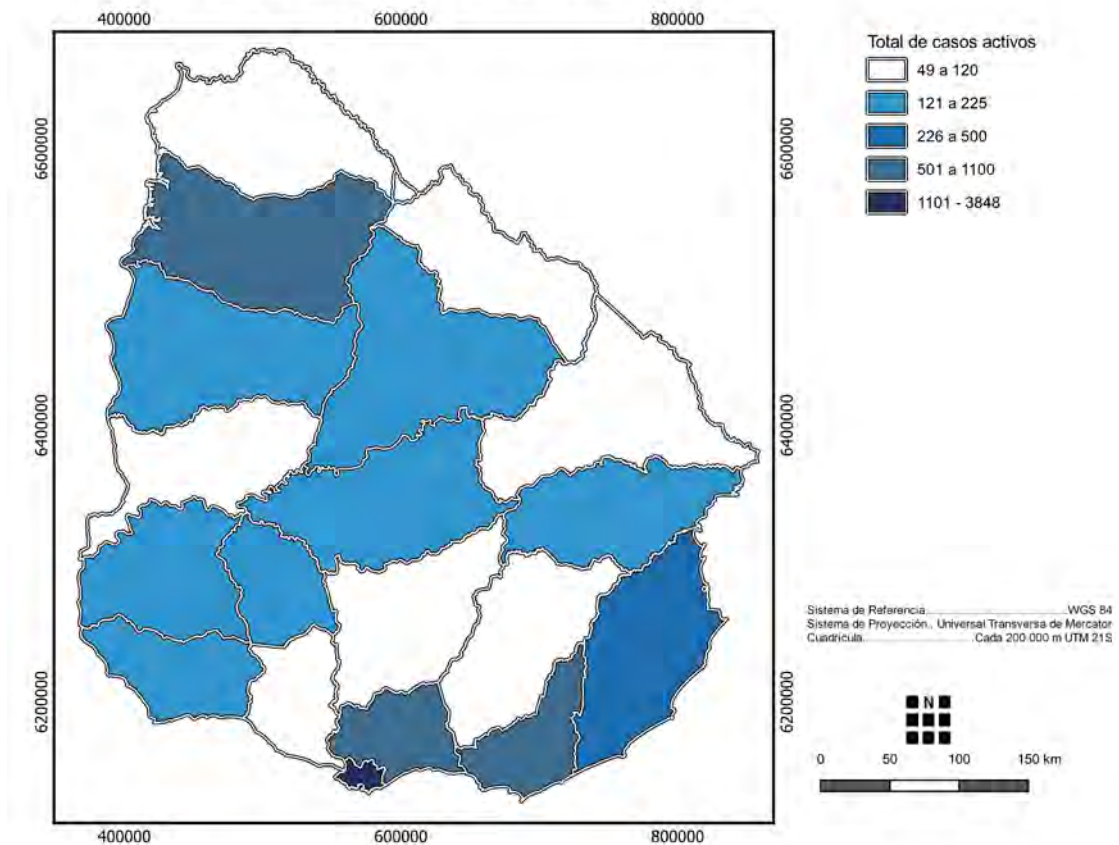 400000 600000 800000
Total de casos activos
49 a 120
121 a 225
226 a 500
501 a 1100
1101 - 3848
6600000 6600000
6400000 6400000
6200000 6200000
Sistema de Referencia WGS 84
Sistema de Proyección.. Universal Transversa de Mercator
Cuadrícula Cada 200 000 m UTM 21S
N
0 50 100 150 km
400000 600000 800000